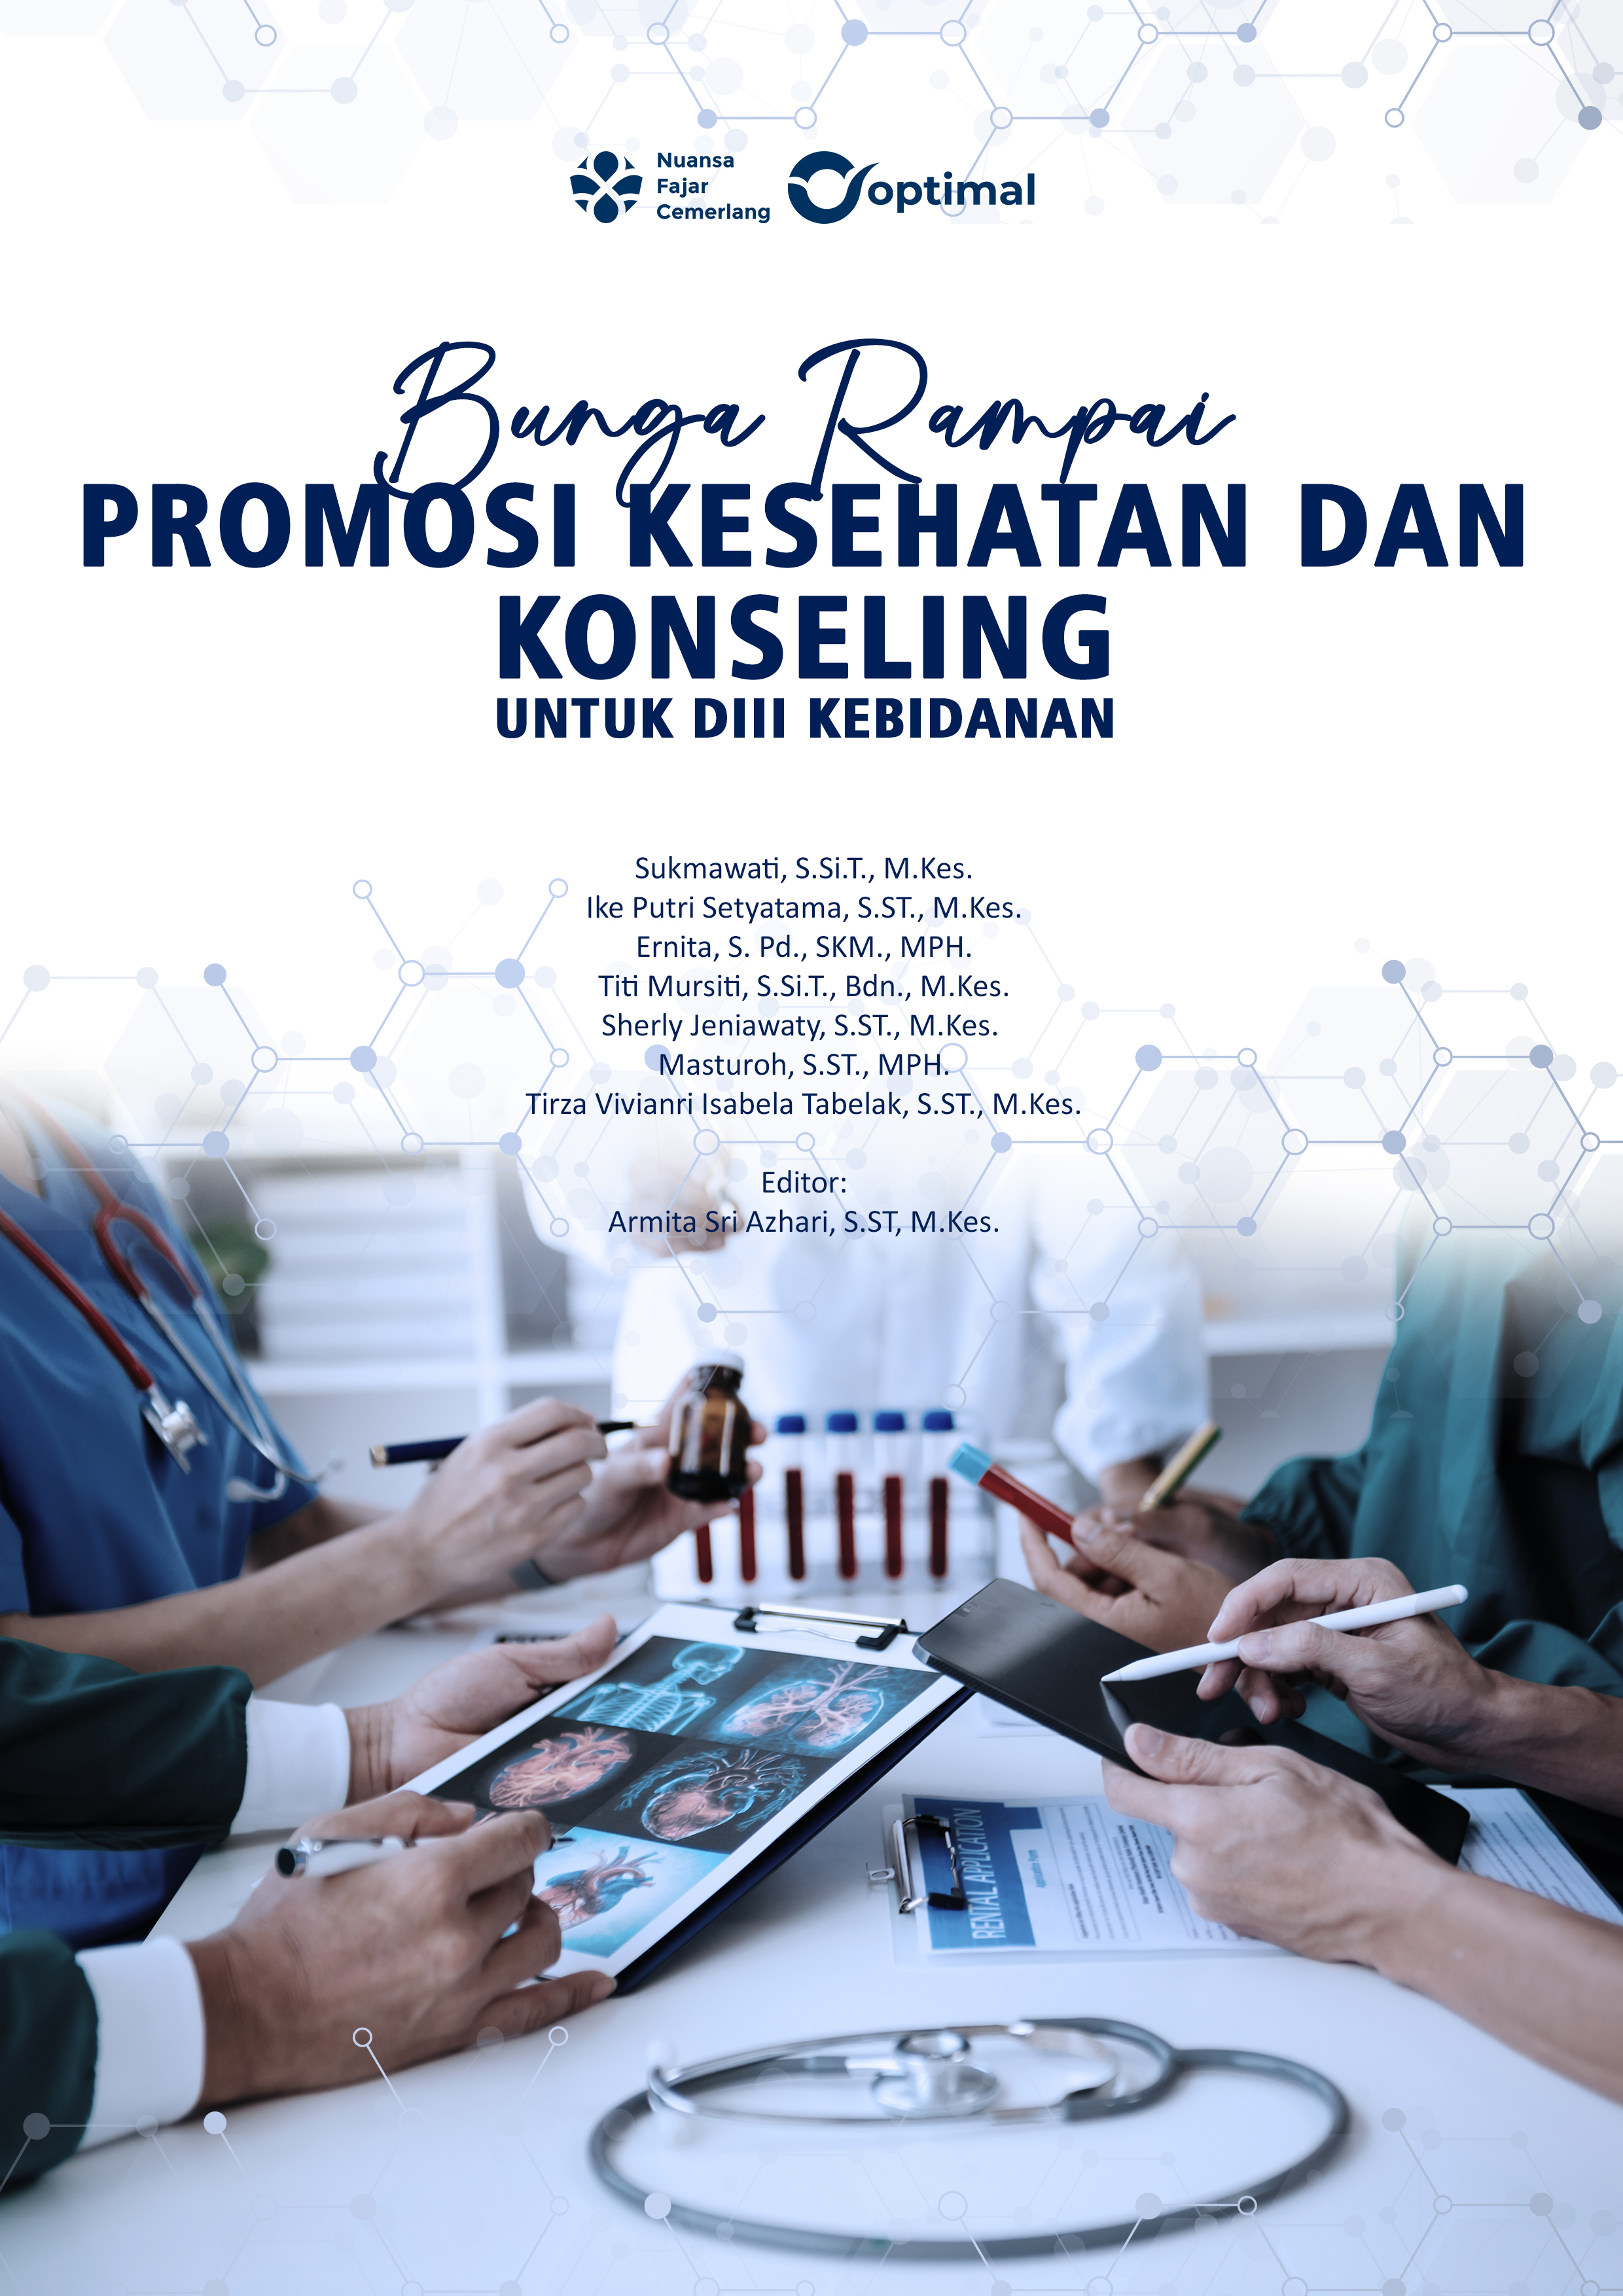 Nuansa
Fajar
Cemerlang
optimal
Bunga Rampai
PROMOSI KESEHATAN DAN
KONSELING
UNTUK DIII KEBIDANAN
Sukmawati, S.Si.T., M.Kes.
Ike Putri Setyatama, S.ST., M.Kes.
Ernita, S. Pd., SKM., MPH.
Titi Mursiti, S.Si.T., Bdn., M.Kes.
Sherly Jeniawaty, S.ST., M.Kes.
Masturoh, S.ST., MPH.
Tirza Vivianri Isabela Tabelak, S.ST., M.Kes.
Editor:
Armita Sri Azhari, S.ST, M.Kes.
RENTAL APPLICATION